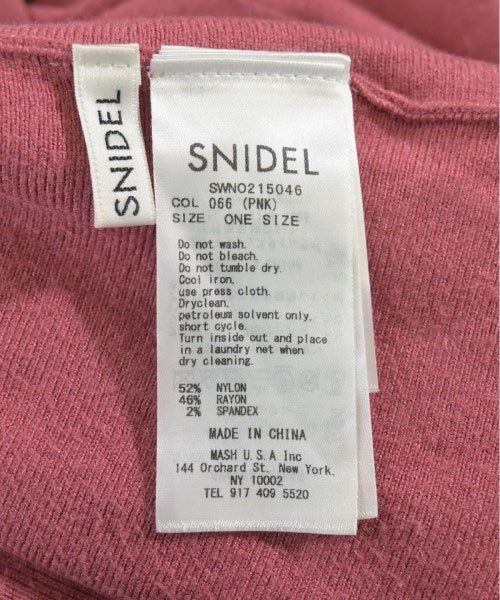 SNIDEL
SNIDEL
SWNO215046
COL 066 (PNK)
SIZE ONE SIZE
Do not wash.
Do not bleach.
Do not tumble dry.
Cool iron.
use press cloth.
Dryclean.
petroleum solvent only.
short cycle.
Turn inside out and place
in a laundry net when
dry cleaning.
52% NYLON
46% RAYON
2% SPANDEX
MADE IN CHINA
MASH U.S.A Inc
144 Orchard St. New York.
NY 10002
TEL 917 409 5520